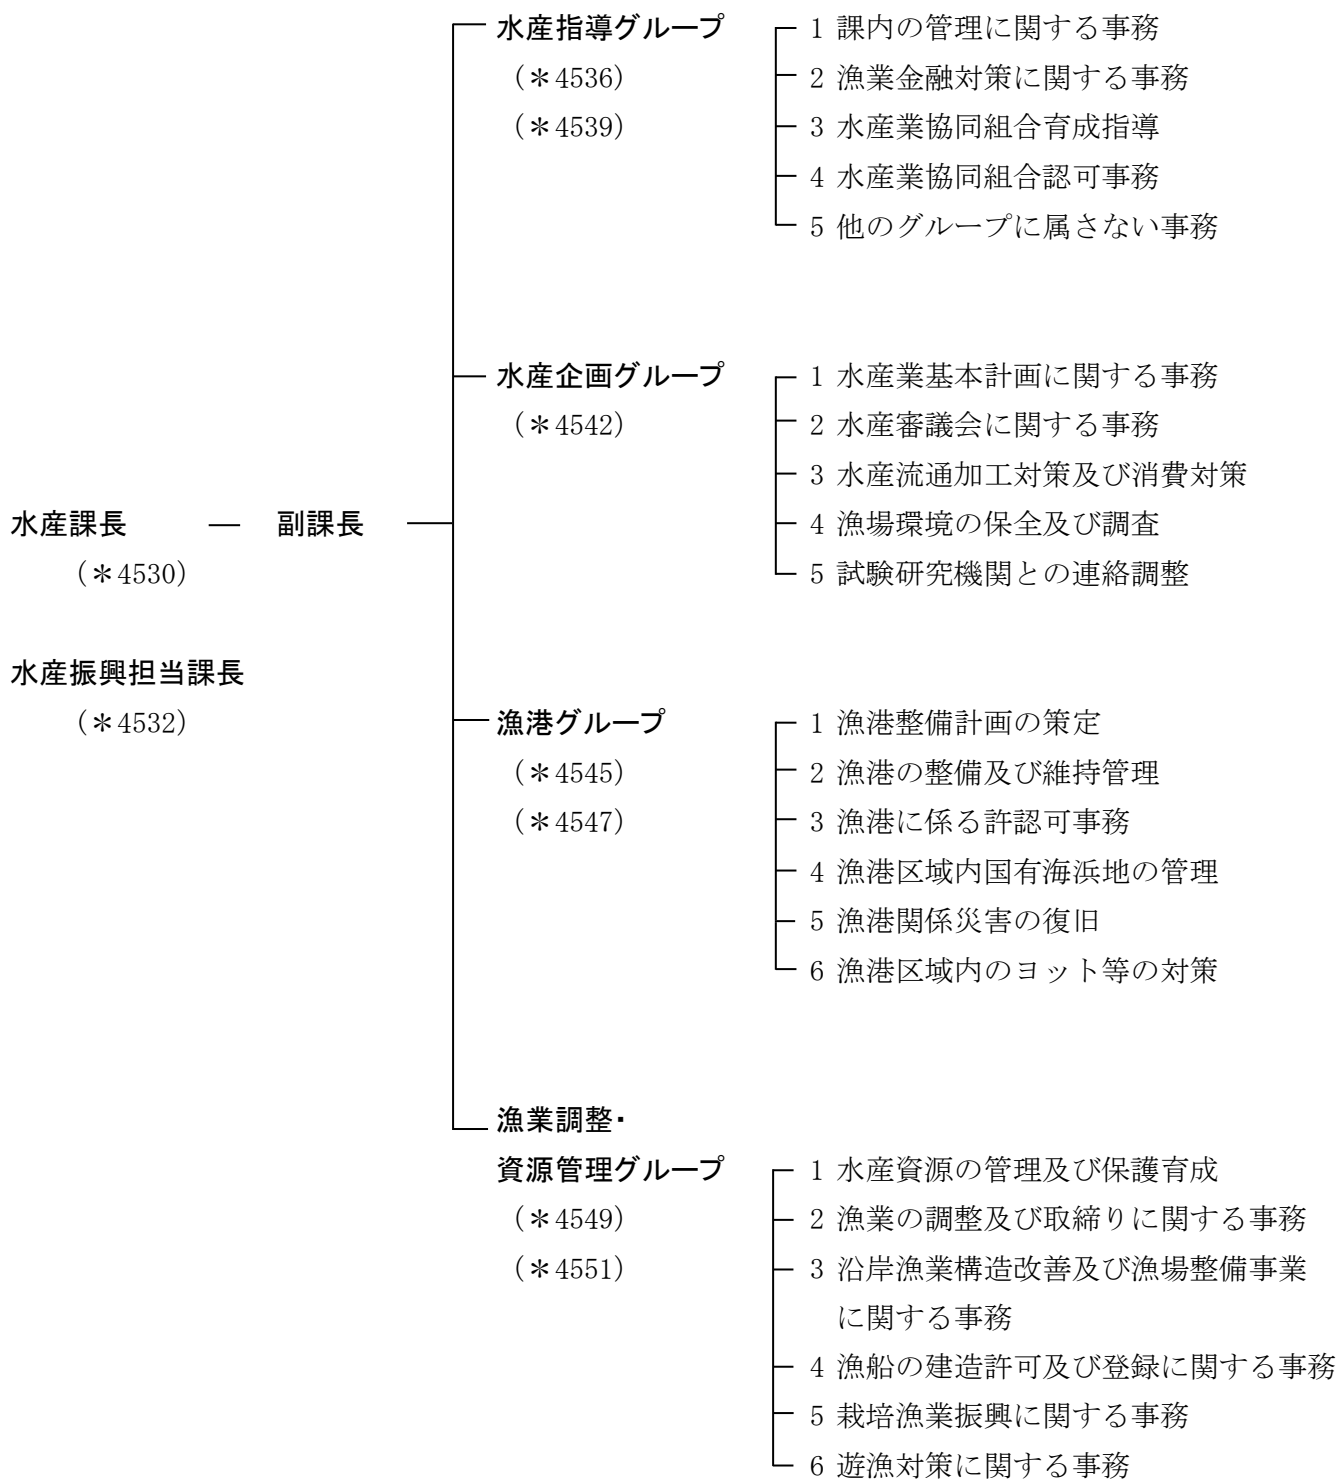 水産課長 ― 副課長
(＊4530)
水産振興担当課長
(＊4532)
水産指導グループ
(＊4536)
(＊4539)
1 課内の管理に関する事務
2 漁業金融対策に関する事務
3 水産業協同組合育成指導
4 水産業協同組合認可事務
5 他のグループに属さない事務
水産企画グループ
(＊4542)
1 水産業基本計画に関する事務
2 水産審議会に関する事務
3 水産流通加工対策及び消費対策
4 漁場環境の保全及び調査
5 試験研究機関との連絡調整
漁港グループ
(＊4545)
(＊4547)
1 漁港整備計画の策定
2 漁港の整備及び維持管理
3 漁港に係る許認可事務
4 漁港区域内国有海浜地の管理
5 漁港関係災害の復旧
6 漁港区域内のヨット等の対策
漁業調整・
資源管理グループ
(＊4549)
(＊4551)
1 水産資源の管理及び保護育成
2 漁業の調整及び取締りに関する事務
3 沿岸漁業構造改善及び漁場整備事業
に関する事務
4 漁船の建造許可及び登録に関する事務
5 栽培漁業振興に関する事務
6 遊漁対策に関する事務